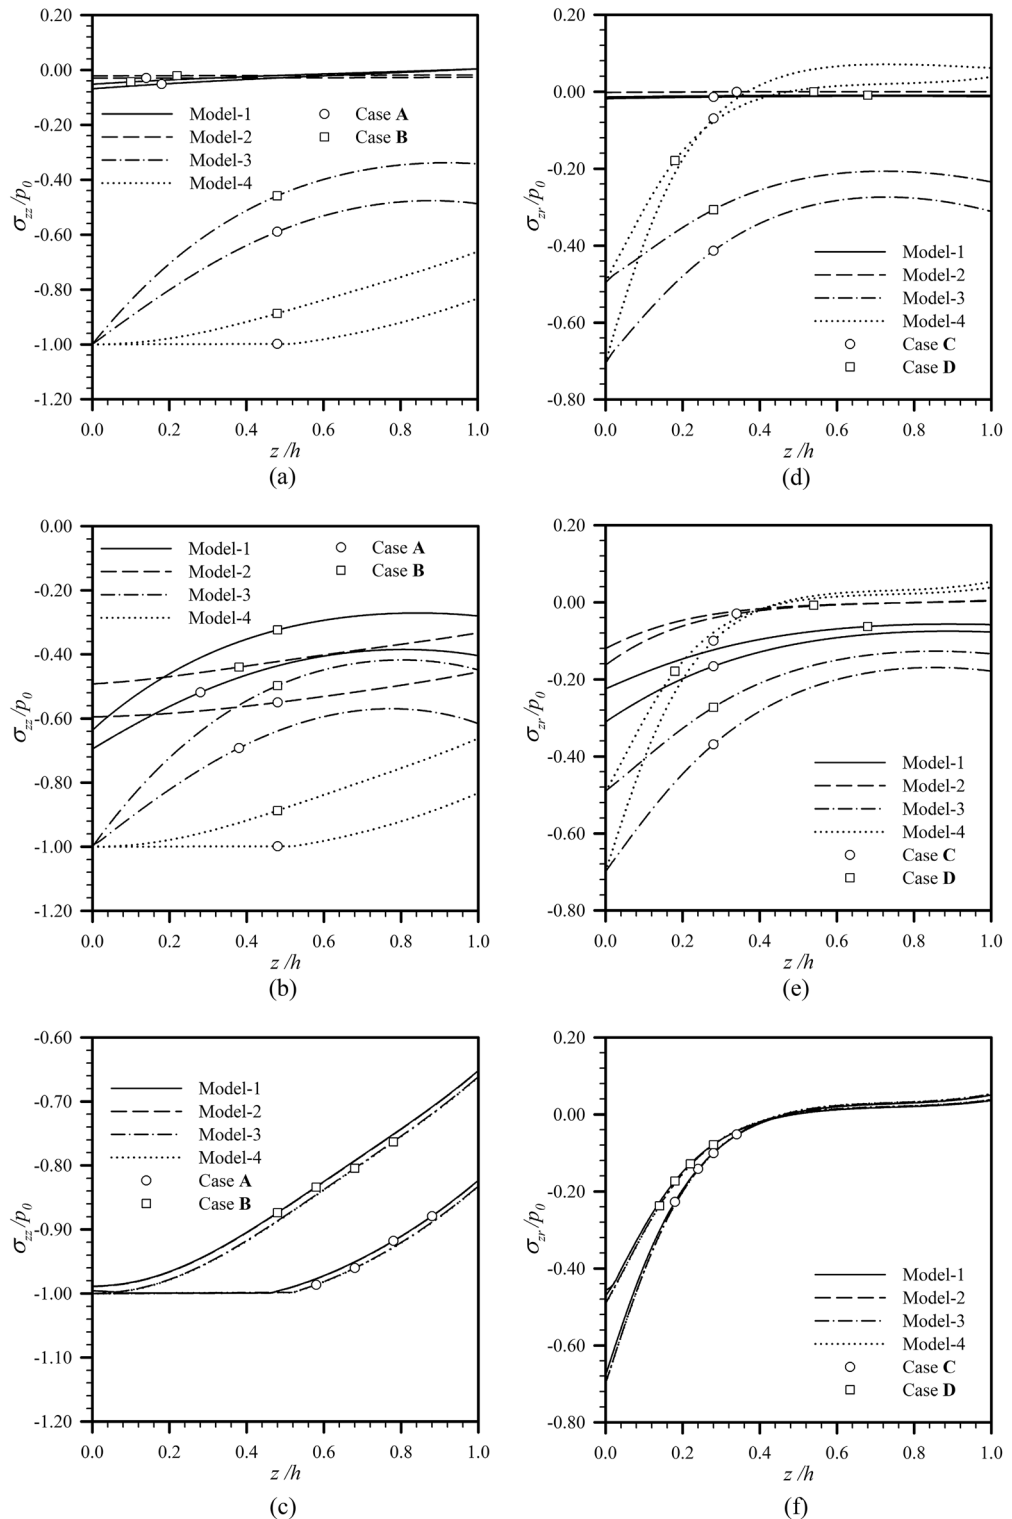 0.20
0.00
-0.20
-0.40
-0.60
-0.80
-1.00
-1.20
σzz/p0
Model-1
Model-2
Model-3
Model-4
Case A
Case B
0.0 0.2 0.4 0.6 0.8 1.0
z /h
(a)
0.20
0.00
-0.20
-0.40
-0.60
-0.80
σzr/p0
Model-1
Model-2
Model-3
Model-4
Case C
Case D
0.0 0.2 0.4 0.6 0.8 1.0
z /h
(d)
0.00
-0.20
-0.40
-0.60
-0.80
-1.00
-1.20
σzz/p0
Model-1
Model-2
Model-3
Model-4
Case A
Case B
0.0 0.2 0.4 0.6 0.8 1.0
z /h
(b)
0.20
0.00
-0.20
-0.40
-0.60
-0.80
σzr/p0
Model-1
Model-2
Model-3
Model-4
Case C
Case D
0.0 0.2 0.4 0.6 0.8 1.0
z /h
(e)
-0.60
-0.70
-0.80
-0.90
-1.00
-1.10
-1.20
σzz/p0
Model-1
Model-2
Model-3
Model-4
Case A
Case B
0.0 0.2 0.4 0.6 0.8 1.0
z /h
(c)
0.20
0.00
-0.20
-0.40
-0.60
-0.80
σzr/p0
Model-1
Model-2
Model-3
Model-4
Case C
Case D
0.0 0.2 0.4 0.6 0.8 1.0
z /h
(f)